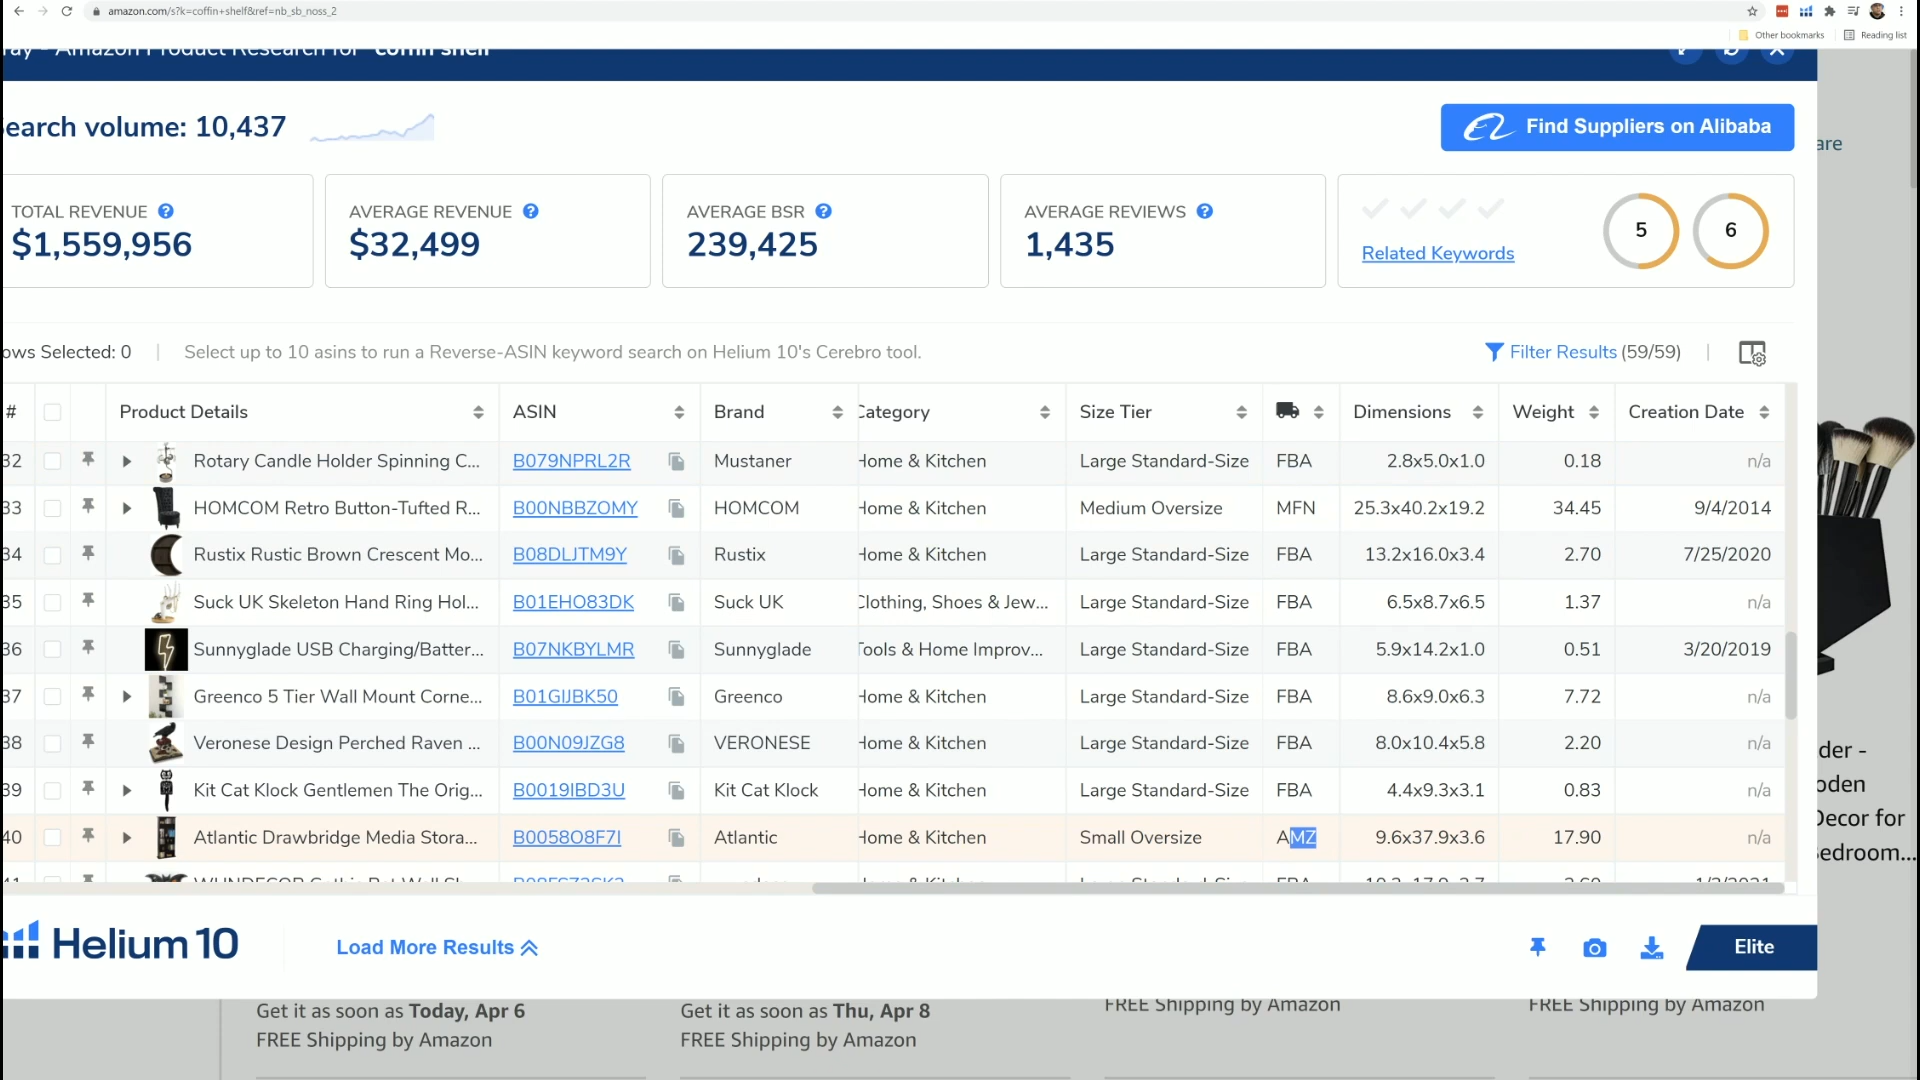 amazon.com/s?k=coffin+shelf&ref=nb_sb_noss_2
Other bookmarks
Reading list
ray - Amazon Product Research for "coffin shelf"
earch volume: 10,437
Find Suppliers on Alibaba
are
TOTAL REVENUE ?
AVERAGE REVENUE ?
AVERAGE BSR ?
AVERAGE REVIEWS ?
$1,559,956
$32,499
239,425
1,435
Related Keywords
5
6
ows Selected: 0 | Select up to 10 asins to run a Reverse-ASIN keyword search on Helium 10's Cerebro tool.
Filter Results (59/59) |
# Product Details ASIN Brand Category Size Tier Dimensions Weight Creation Date
32 Rotary Candle Holder Spinning C... B079NPRL2R Mustaner Home & Kitchen Large Standard-Size FBA 2.8x5.0x1.0 0.18 n/a
33 HOMCOM Retro Button-Tufted R... B00NBBZOMY HOMCOM Home & Kitchen Medium Oversize MFN 25.3x40.2x19.2 34.45 9/4/2014
34 Rustix Rustic Brown Crescent Mo... B08DLJTM9Y Rustix Home & Kitchen Large Standard-Size FBA 13.2x16.0x3.4 2.70 7/25/2020
35 Suck UK Skeleton Hand Ring Hol... B01EHO83DK Suck UK Clothing, Shoes & Jew... Large Standard-Size FBA 6.5x8.7x6.5 1.37 n/a
36 Sunnyglade USB Charging/Batter... B07NKBYLMR Sunnyglade Tools & Home Improv... Large Standard-Size FBA 5.9x14.2x1.0 0.51 3/20/2019
37 Greenco 5 Tier Wall Mount Corne... B01GIJBK50 Greenco Home & Kitchen Large Standard-Size FBA 8.6x9.0x6.3 7.72 n/a
38 Veronese Design Perched Raven ... B00N09JZG8 VERONESE Home & Kitchen Large Standard-Size FBA 8.0x10.4x5.8 2.20 n/a
39 Kit Cat Klock Gentlemen The Orig... B0019IBD3U Kit Cat Klock Home & Kitchen Large Standard-Size FBA 4.4x9.3x3.1 0.83 n/a
40 Atlantic Drawbridge Media Stora... B0058O8F7I Atlantic Home & Kitchen Small Oversize AMZ 9.6x37.9x3.6 17.90 n/a
der -
oden
Decor for
edroom...
Helium 10
Load More Results
Elite
Get it as soon as Today, Apr 6
FREE Shipping by Amazon
Get it as soon as Thu, Apr 8
FREE Shipping by Amazon
FREE Shipping by Amazon
FREE Shipping by Amazon